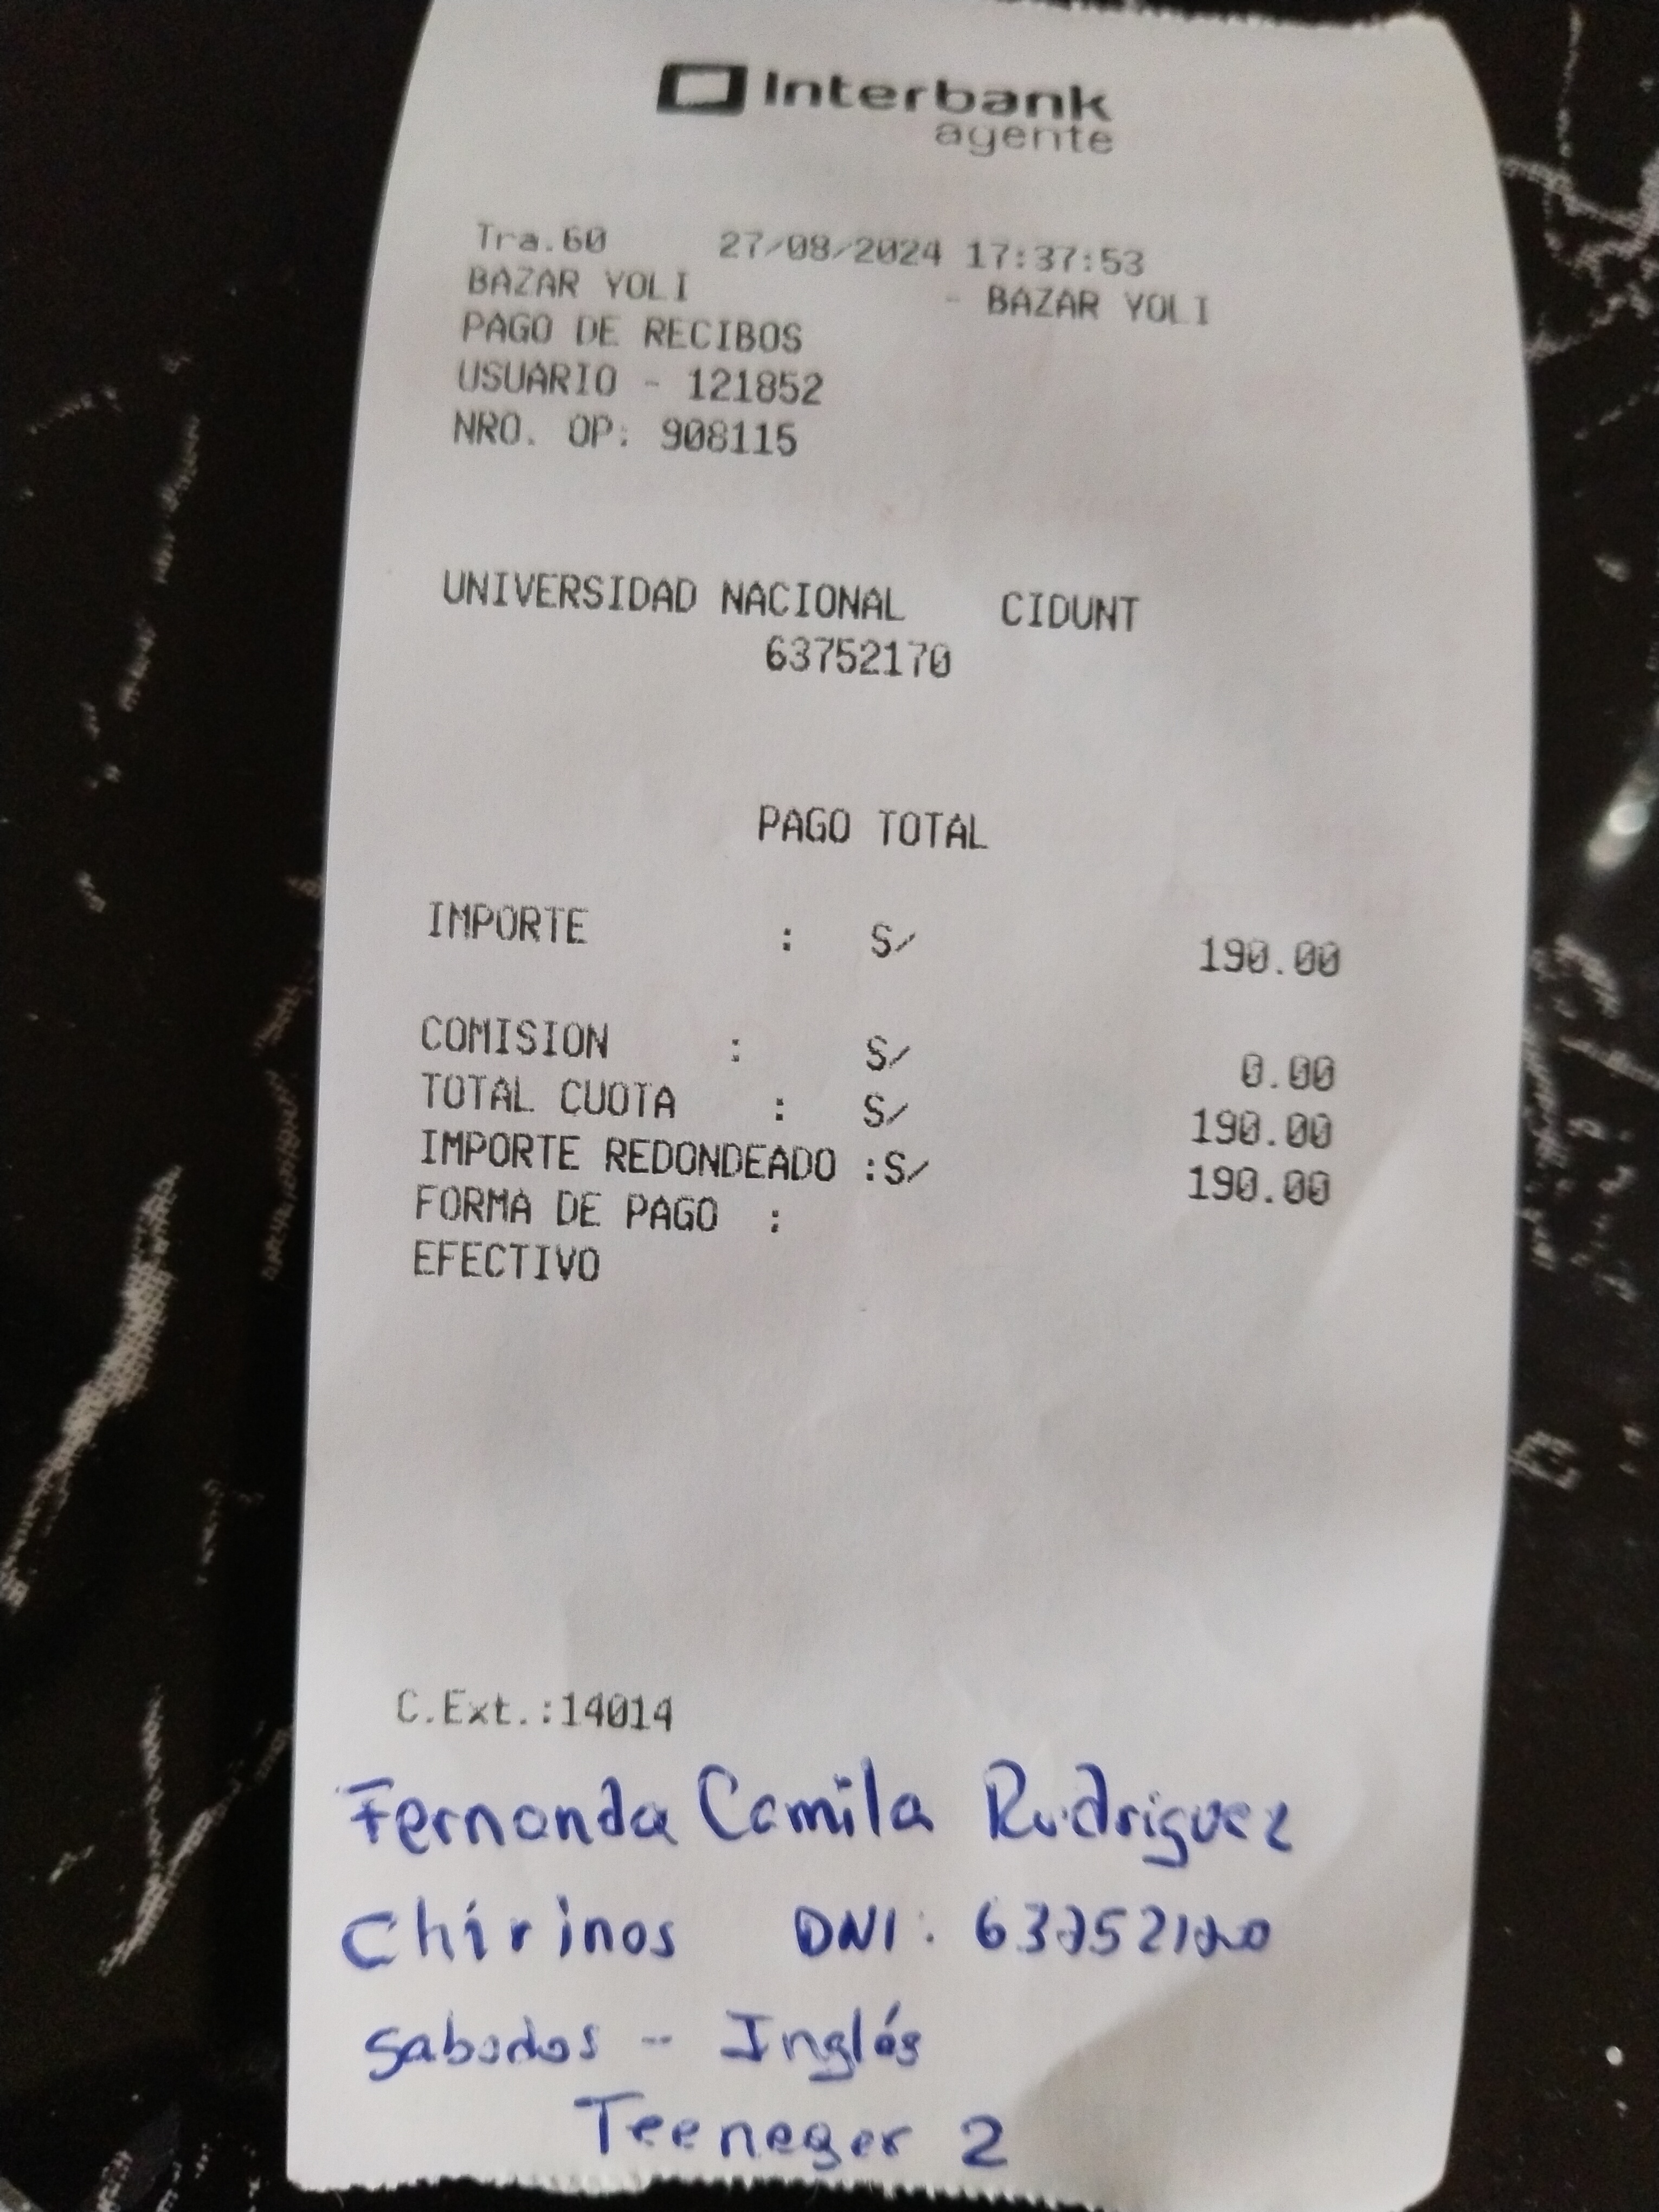 Interbank
agente
Tra.60 27/08/2024 17:37:53
BAZAR YOLI - BAZAR YOLI
PAGO DE RECIBOS
USUARIO - 121852
NRO. OP: 908115
UNIVERSIDAD NACIONAL CIDUNT
63752170
PAGO TOTAL
IMPORTE : S/ 190.00
COMISION : S/ 0.00
TOTAL CUOTA : S/ 190.00
IMPORTE REDONDEADO :S/ 190.00
FORMA DE PAGO :
EFECTIVO
C.Ext.:14014
Fernanda Camila Rodriguez
Chirinos DNI: 63752170
Sabados - Inglés
Teeneger 2